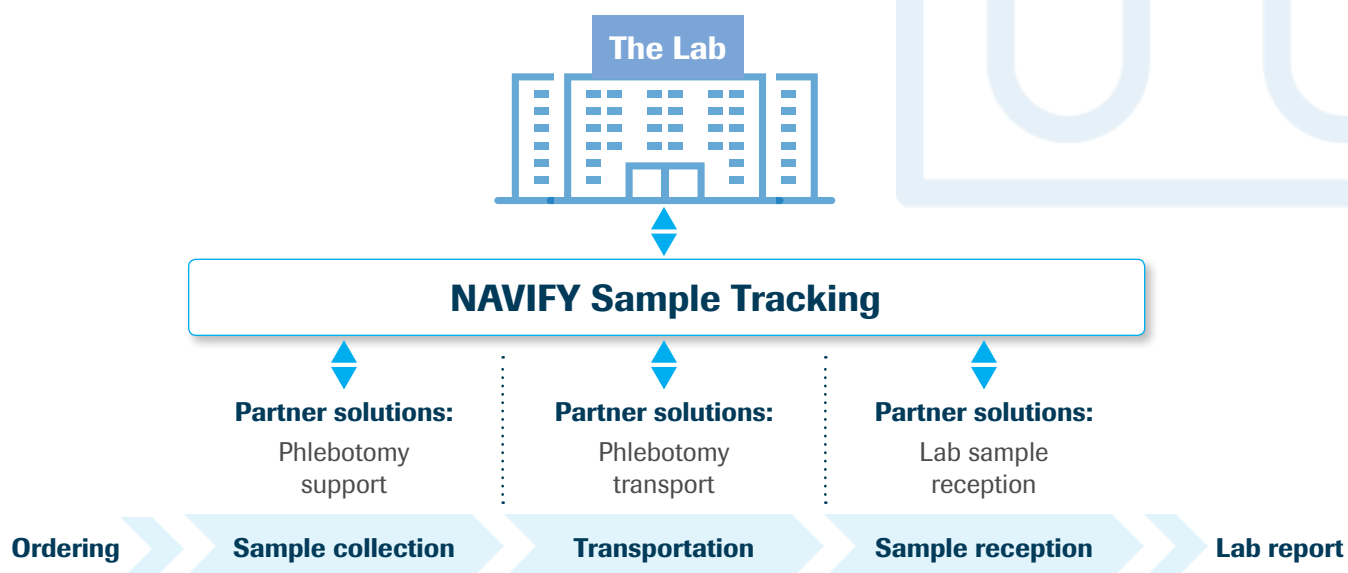 The Lab
NAVIFY Sample Tracking
Partner solutions:
Phlebotomy
support
Partner solutions:
Phlebotomy
transport
Partner solutions:
Lab sample
reception
Ordering
Sample collection
Transportation
Sample reception
Lab report